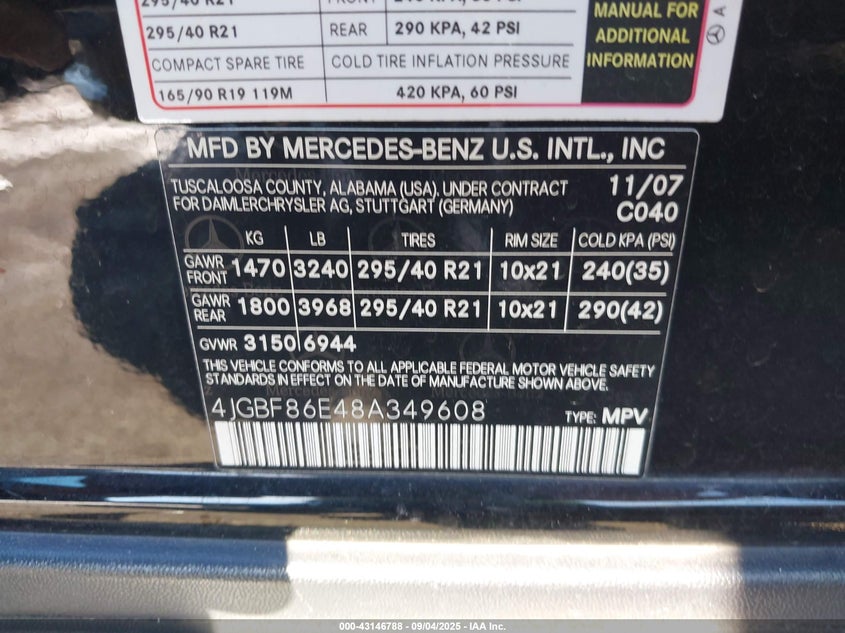 295/40 R21
295/40 R21 REAR 290 KPA, 42 PSI
COMPACT SPARE TIRE COLD TIRE INFLATION PRESSURE
165/90 R19 119M 420 KPA, 60 PSI
MANUAL FOR
ADDITIONAL
INFORMATION
A
MFD BY MERCEDES-BENZ U.S. INTL., INC
TUSCALOOSA COUNTY, ALABAMA (USA). UNDER CONTRACT
FOR DAIMLERCHRYSLER AG, STUTTGART (GERMANY)
11/07
C040
KG LB TIRES RIM SIZE COLD KPA (PSI)
GAWR FRONT 1470 3240 295/40 R21 10x21 240(35)
GAWR REAR 1800 3968 295/40 R21 10x21 290(42)
GVWR 3150 6944
THIS VEHICLE CONFORMS TO ALL APPLICABLE FEDERAL MOTOR VEHICLE SAFETY
STANDARDS IN EFFECT ON THE DATE OF MANUFACTURE SHOWN ABOVE.
4JGBF86E48A349608 TYPE: MPV
000-43146788 - 09/04/2025 - IAA Inc.